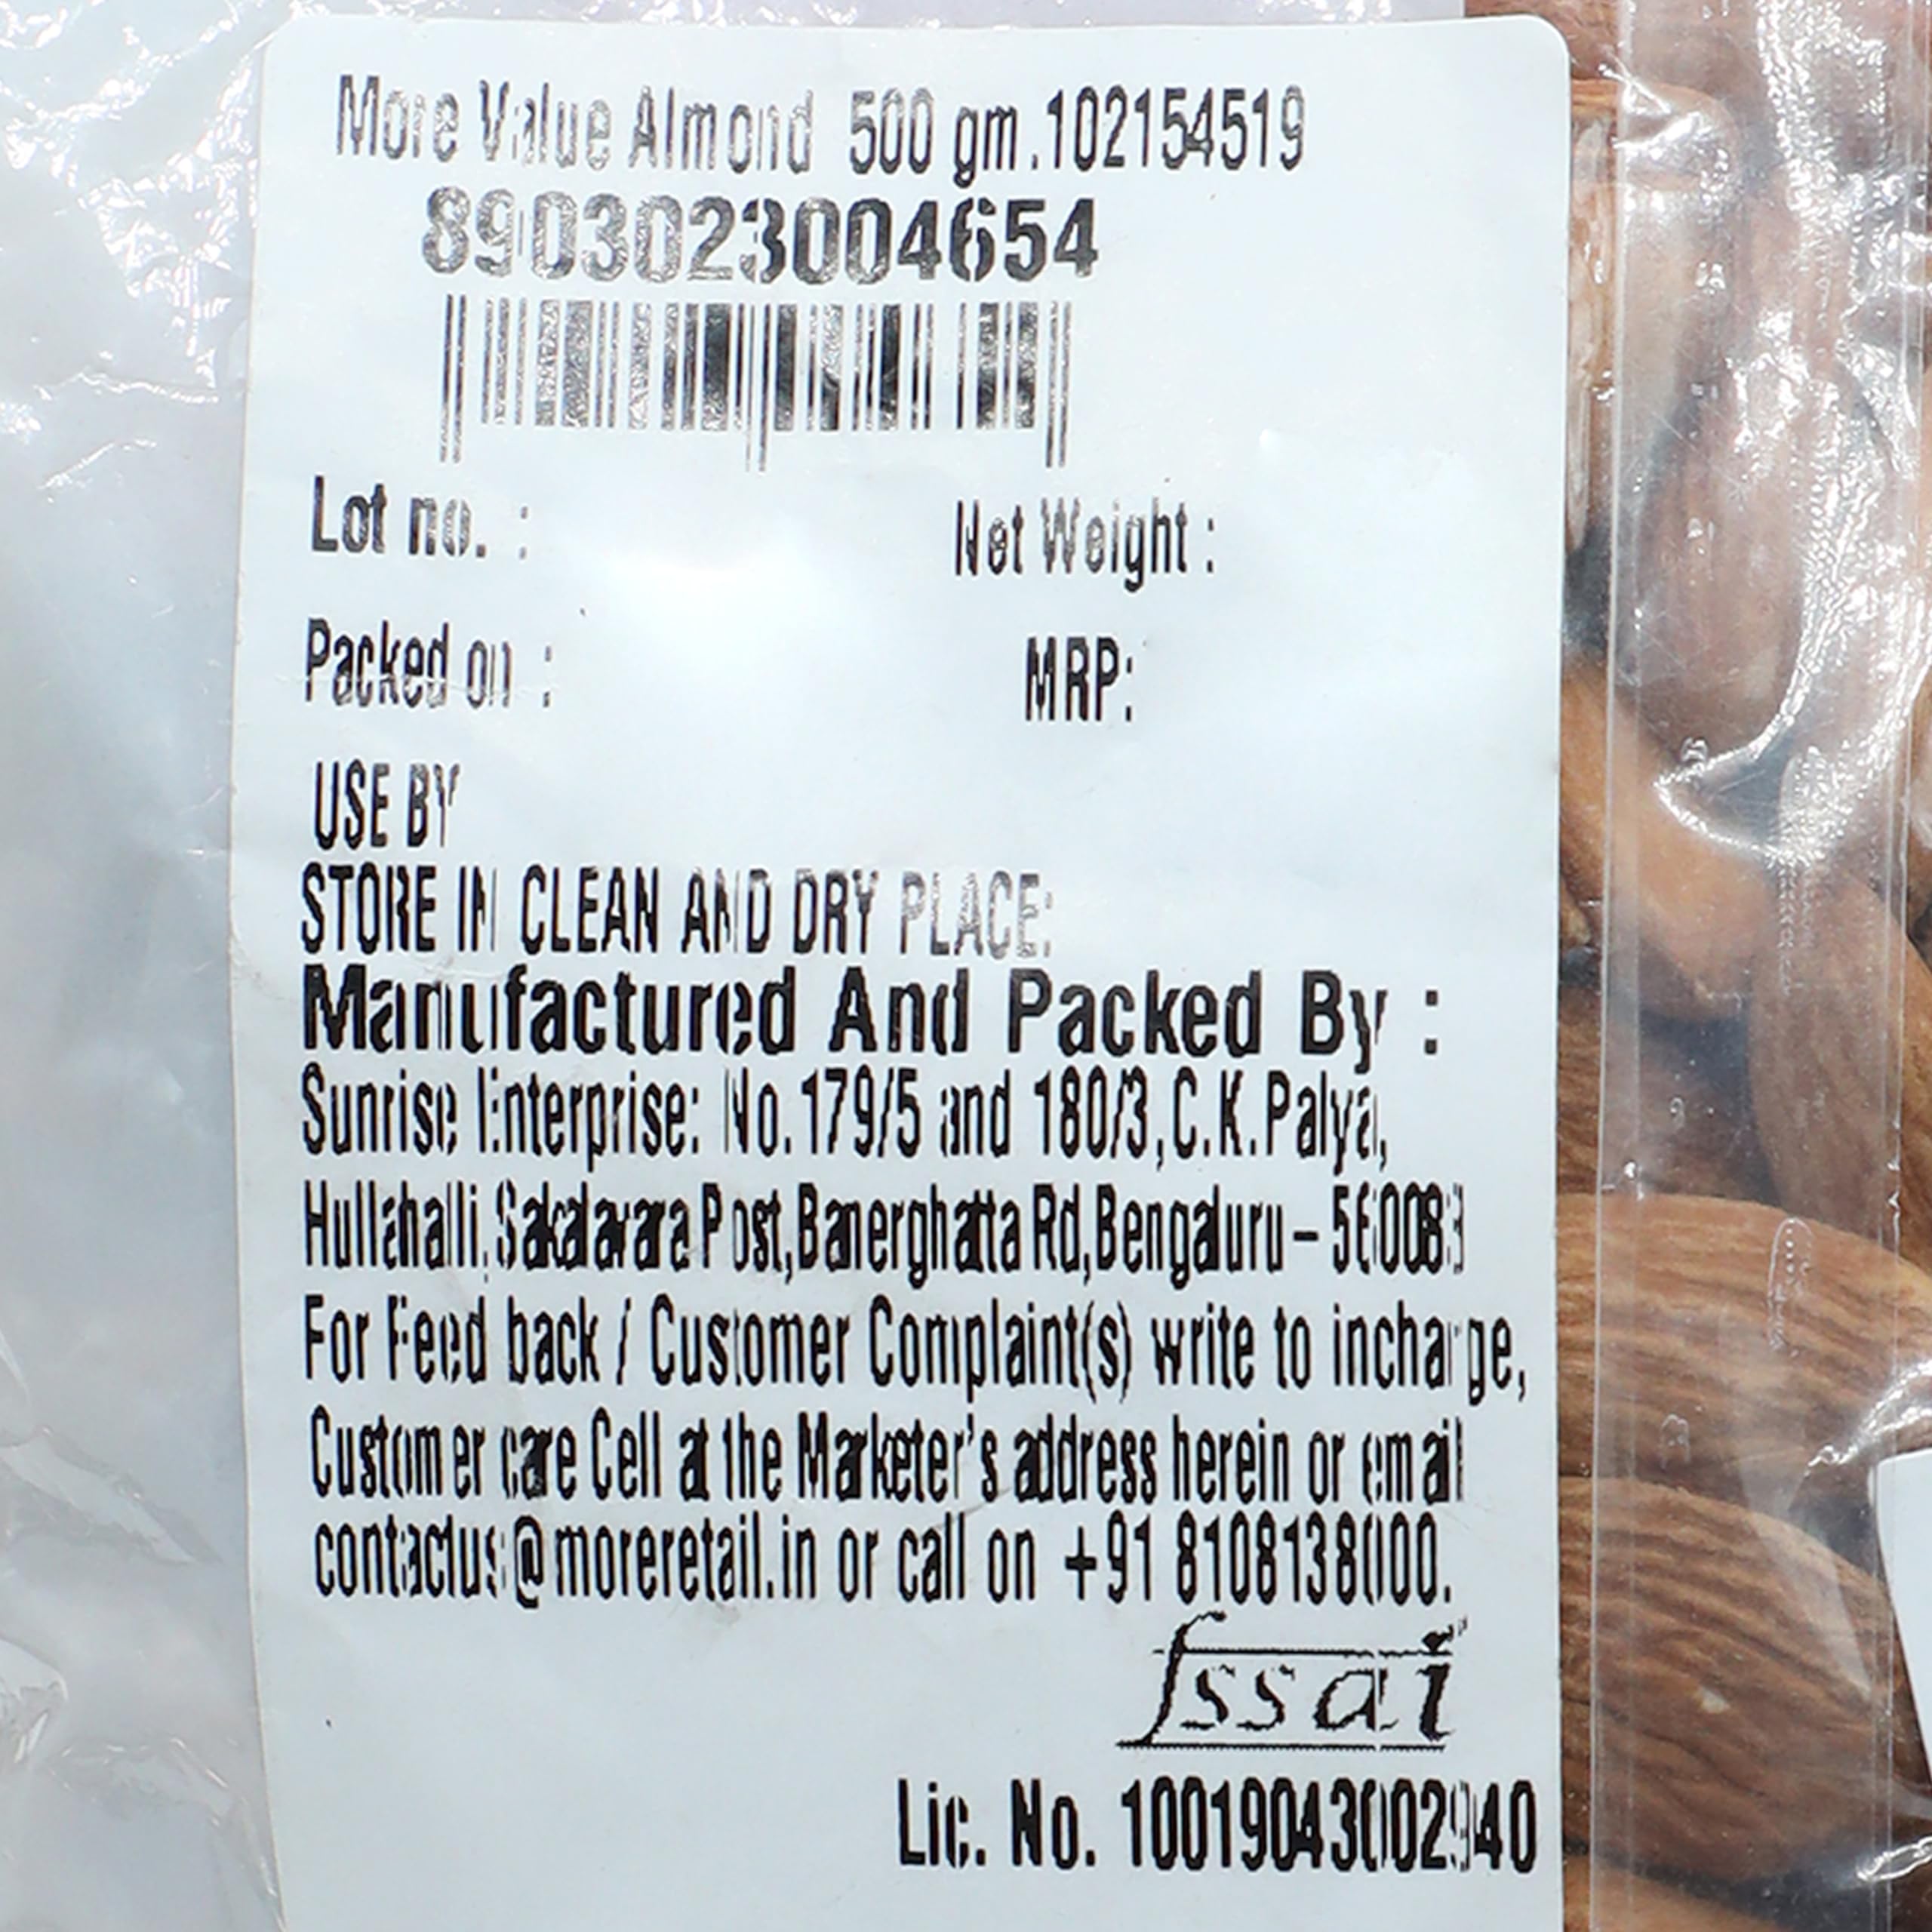 More Value Almond 500 gm.102154519
8903023004654
Lot no. :
Net Weight :
Packed on :
MRP:
USE BY
STORE IN CLEAN AND DRY PLACE:
Manufactured And Packed By :
Sunrise Enterprise: No.179/5 and 180/3,C.K.Palya,
Hullahalli,Sakalavara Post,Banerghatta Rd,Bengaluru – 560083
For Feed back / Customer Complaint(s) write to incharge,
Customer care Cell at the Marketer's address herein or email
contactus@moreretail.in or call on +91 8108138000.
fssai
Lic. No. 10019043002940